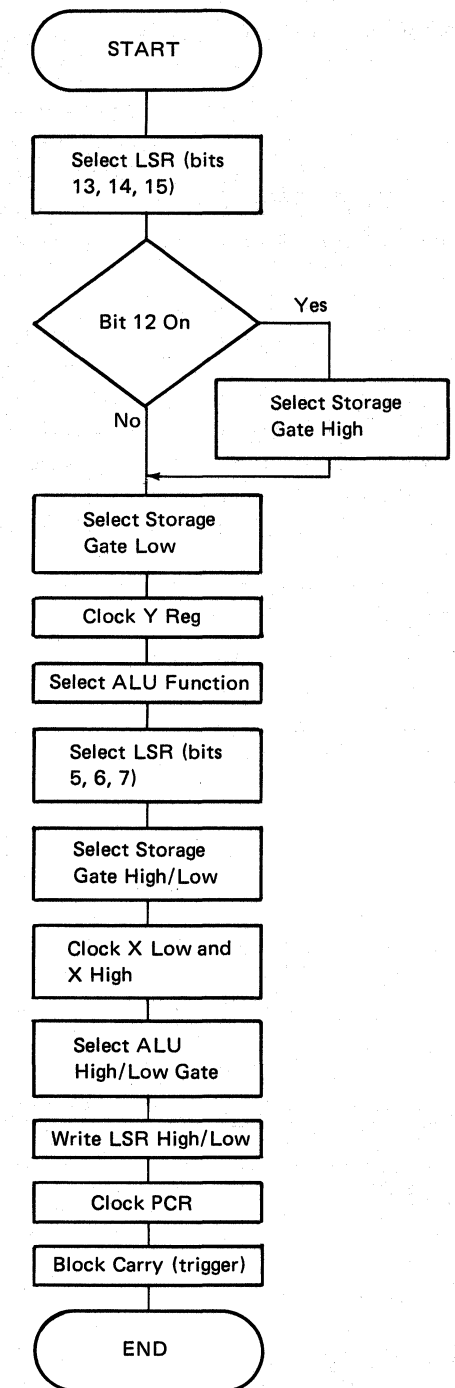 START
Select LSR (bits
13, 14, 15)
Bit 12 On
Yes
Select Storage
Gate High
No
Select Storage
Gate Low
Clock Y Reg
Select ALU Function
Select LSR (bits
5, 6, 7)
Select Storage
Gate High/Low
Clock X Low and
X High
Select ALU
High/Low Gate
Write LSR High/Low
Clock PCR
Block Carry (trigger)
END